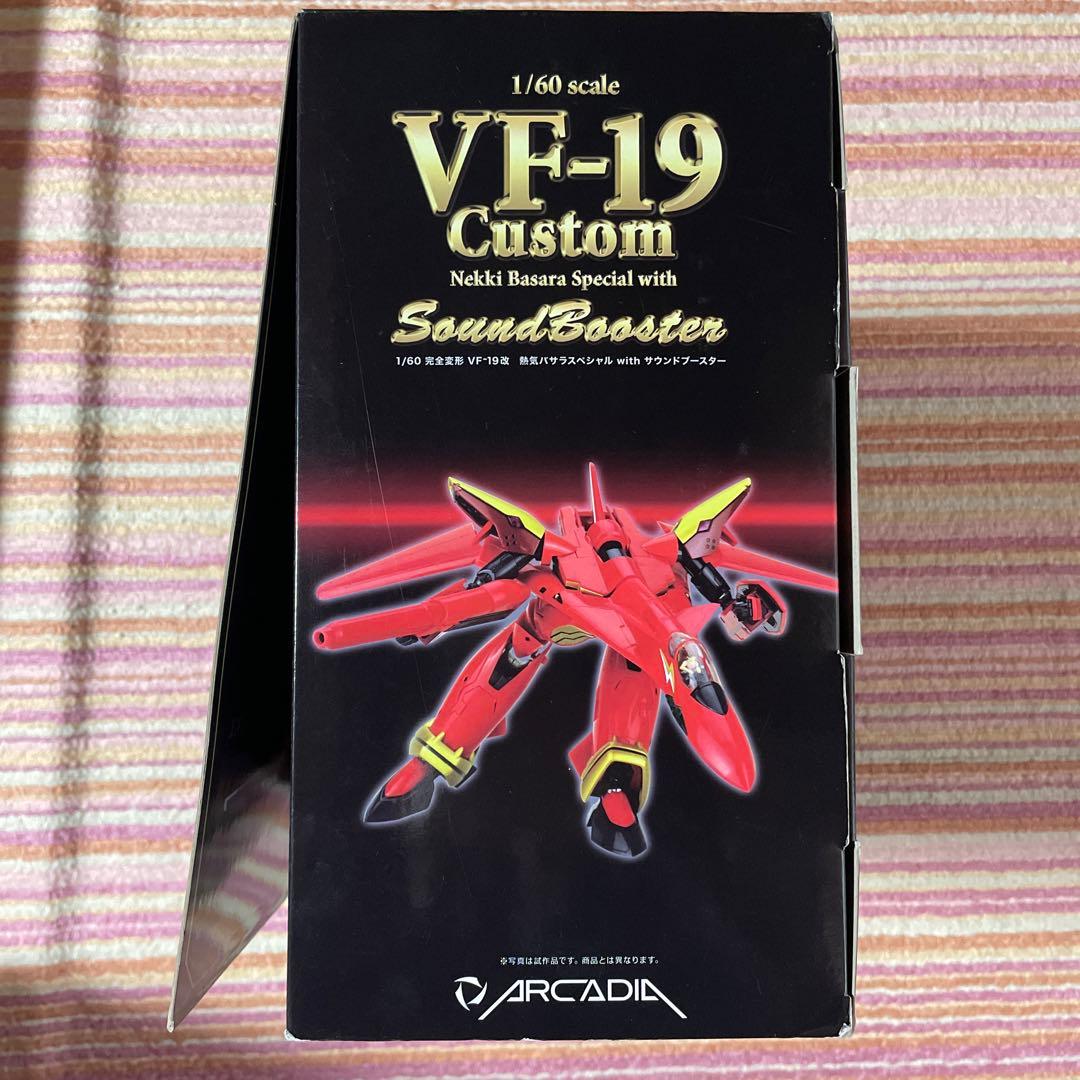 1/60 scale
VF-19
Custom
Nekki Basara Special with
SoundBooster
1/60 完全変形 VF-19改 熱気バサラスペシャル with サウンドブースター
※写真は試作品です。商品とは異なります。
ARCADIA